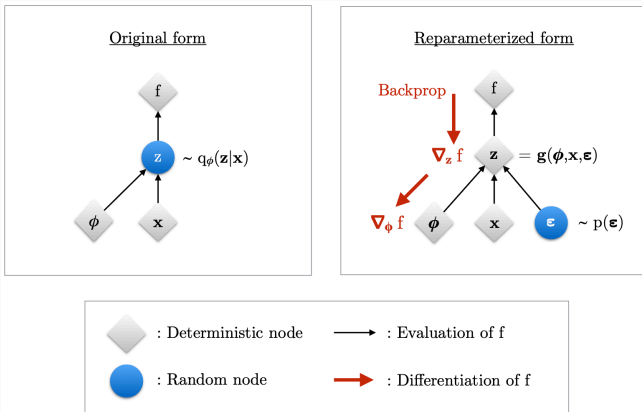 Original form
f
z ~ qϕ(z|x)
ϕ x
Reparameterized form
Backprop
f
∇z f
z = g(ϕ,x,ε)
∇ϕ f
ϕ x ε ~ p(ε)
: Deterministic node
: Evaluation of f
: Random node
: Differentiation of f